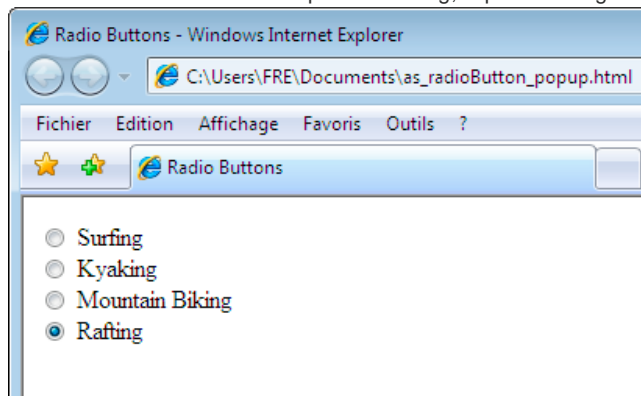 Radio Buttons - Windows Internet Explorer
C:\Users\FRE\Documents\as_radioButton_popup.html
Fichier Edition Affichage Favoris Outils ?
Radio Buttons
Surfing
Kyaking
Mountain Biking
Rafting